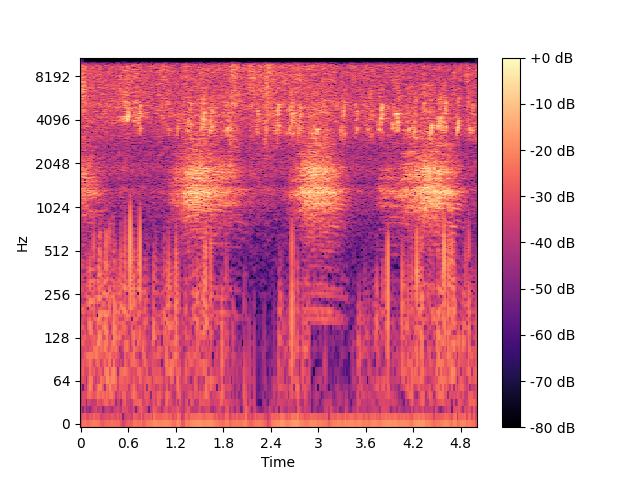 8192
4096
2048
1024
512
256
128
64
0
Hz
0 0.6 1.2 1.8 2.4 3 3.6 4.2 4.8
Time
+0 dB
-10 dB
-20 dB
-30 dB
-40 dB
-50 dB
-60 dB
-70 dB
-80 dB